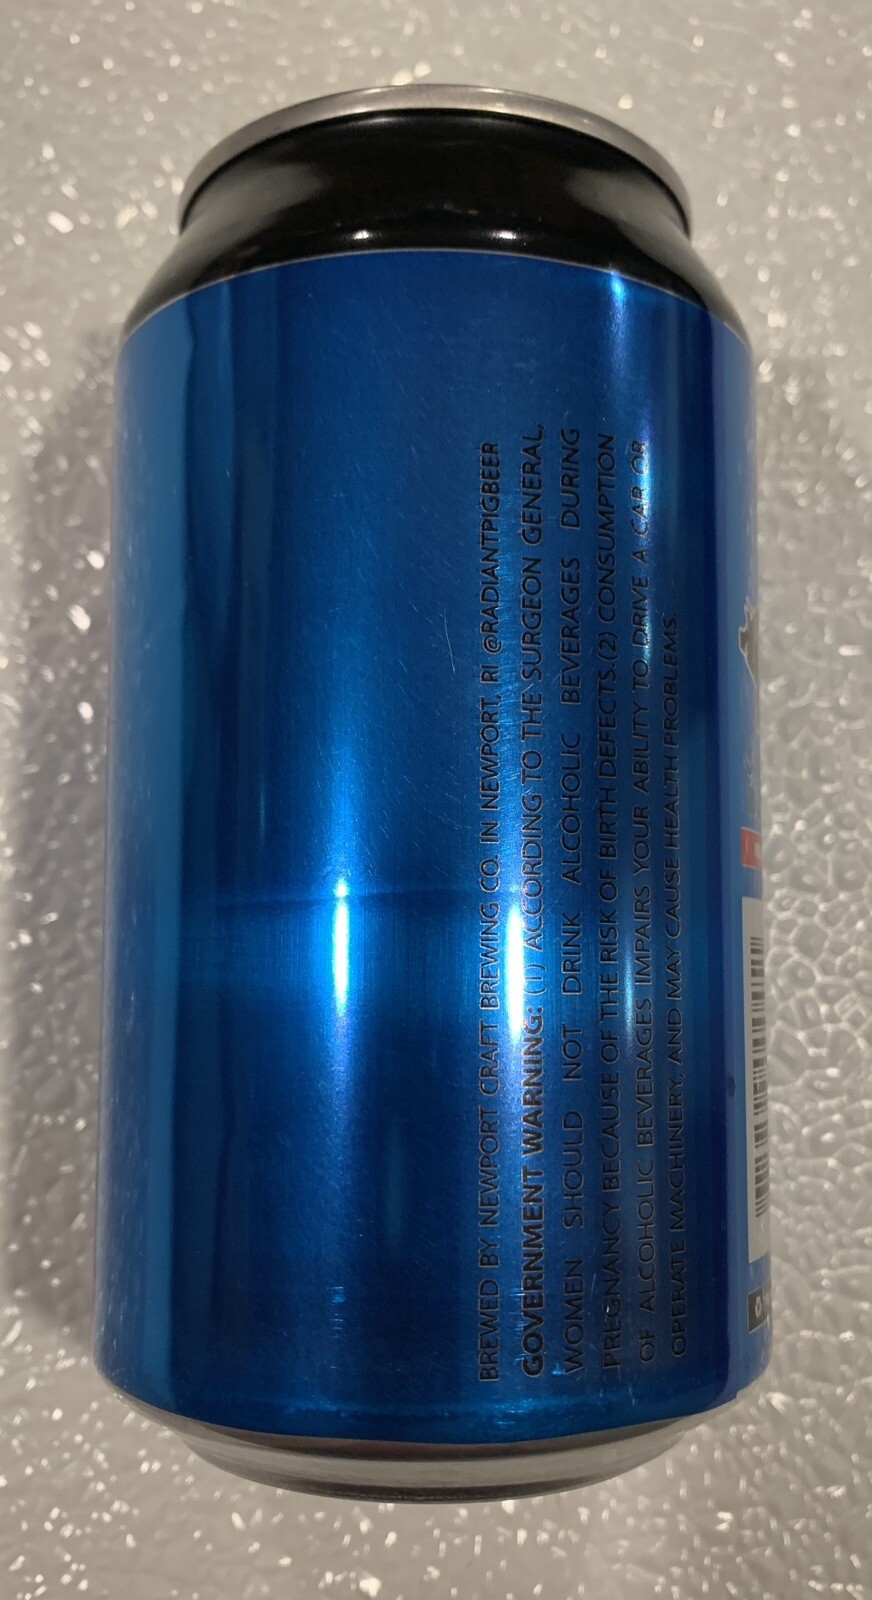 BREWED BY NEWPORT CRAFT BREWING CO. IN NEWPORT, RI @RADIANTPIGBEER
GOVERNMENT WARNING: (1) ACCORDING TO THE SURGEON GENERAL,
WOMEN SHOULD NOT DRINK ALCOHOLIC BEVERAGES DURING
PREGNANCY BECAUSE OF THE RISK OF BIRTH DEFECTS.(2) CONSUMPTION
OF ALCOHOLIC BEVERAGES IMPAIRS YOUR ABILITY TO DRIVE A CAR OR
OPERATE MACHINERY, AND MAY CAUSE HEALTH PROBLEMS.